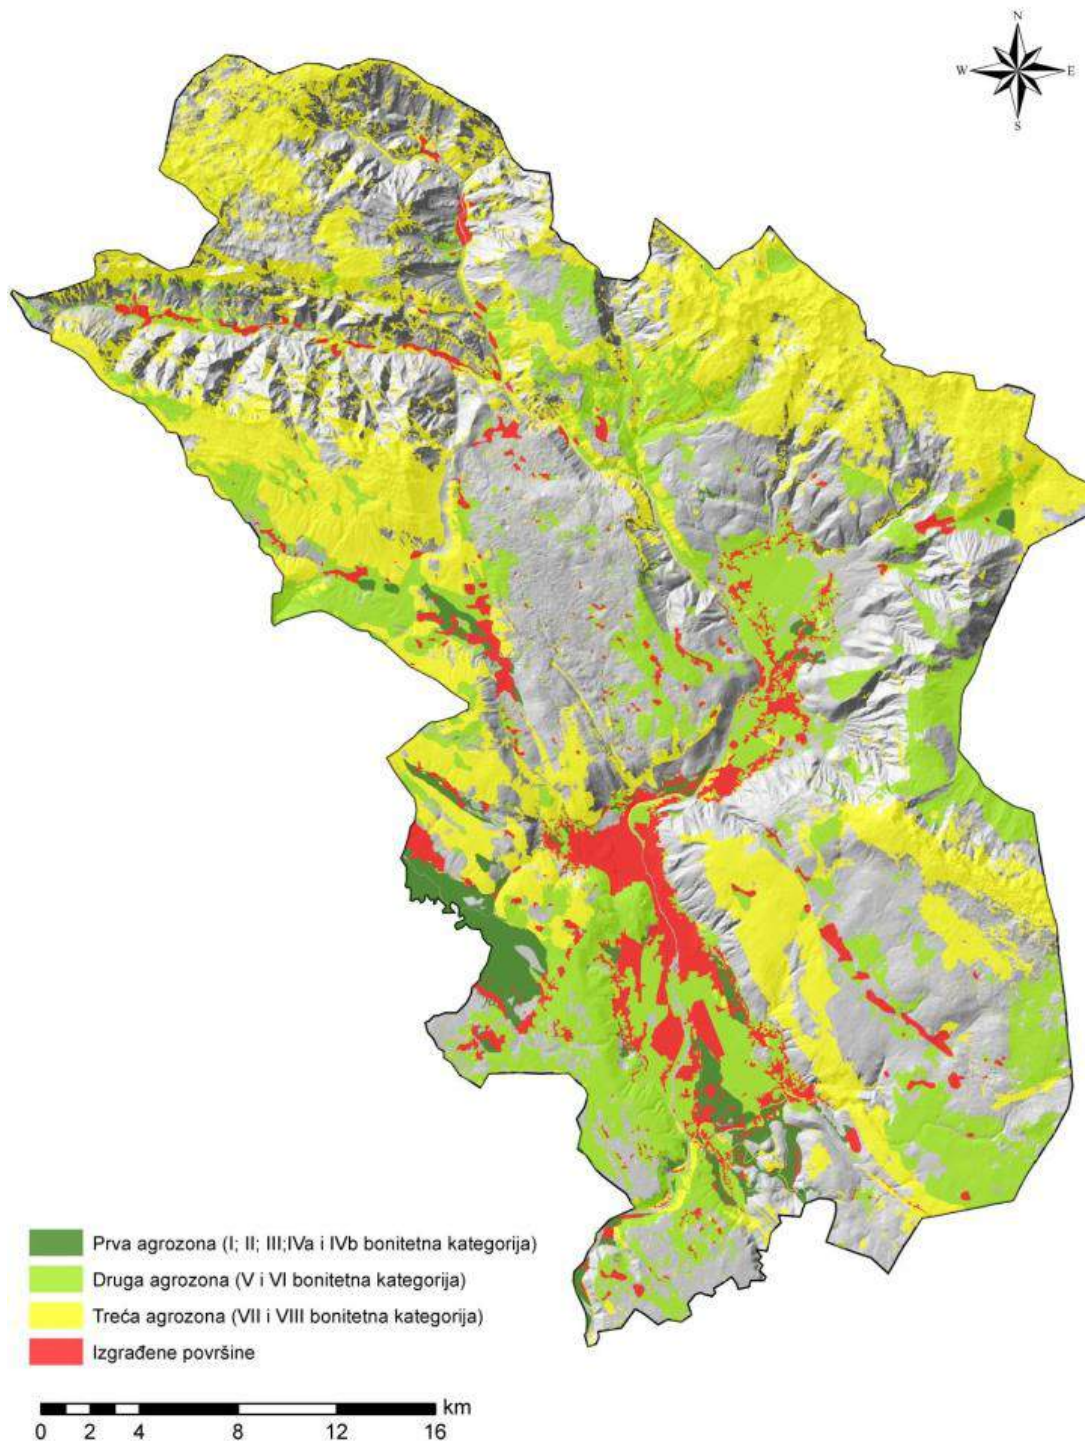 N
W E
S
Prva agrozona (I; II; III;IVa i IVb bonitetna kategorija)
Druga agrozona (V i VI bonitetna kategorija)
Treća agrozona (VII i VIII bonitetna kategorija)
Izgrađene površine
km
0 2 4 8 12 16